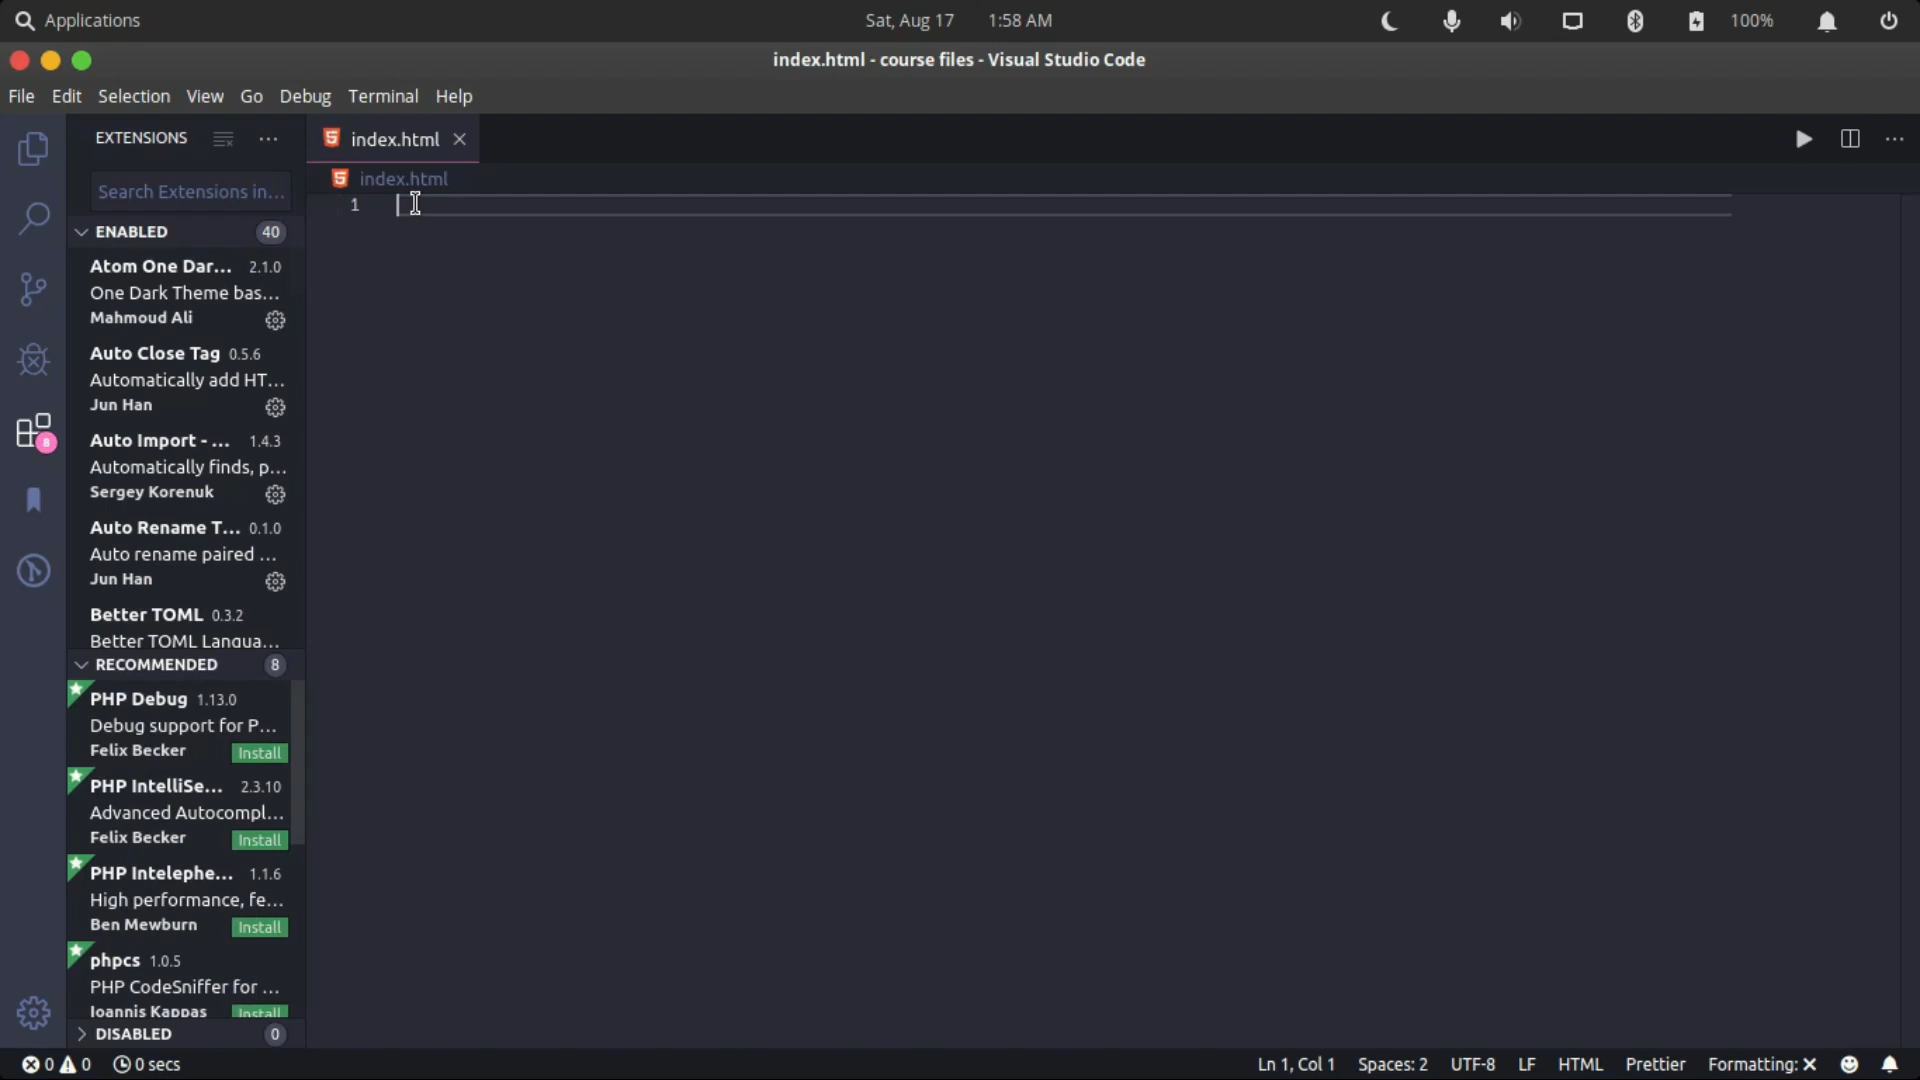 Applications
Sat, Aug 17 1:58 AM
100%
index.html - course files - Visual Studio Code
File Edit Selection View Go Debug Terminal Help
EXTENSIONS
index.html
Search Extensions in...
index.html
1
ENABLED 40
Atom One Dar... 2.1.0
One Dark Theme bas...
Mahmoud Ali
Auto Close Tag 0.5.6
Automatically add HT...
Jun Han
Auto Import - ... 1.4.3
Automatically finds, p...
Sergey Korenuk
8
Auto Rename T... 0.1.0
Auto rename paired ...
Jun Han
Better TOML 0.3.2
Better TOML Langua...
RECOMMENDED 8
PHP Debug 1.13.0
Debug support for P...
Felix Becker Install
PHP IntelliSe... 2.3.10
Advanced Autocompl...
Felix Becker Install
PHP Intelephe... 1.1.6
High performance, fe...
Ben Mewburn Install
phpcs 1.0.5
PHP CodeSniffer for ...
Ioannis Kappas Install
DISABLED 0
0 0 0 secs
Ln 1, Col 1 Spaces: 2 UTF-8 LF HTML Prettier Formatting: ✕